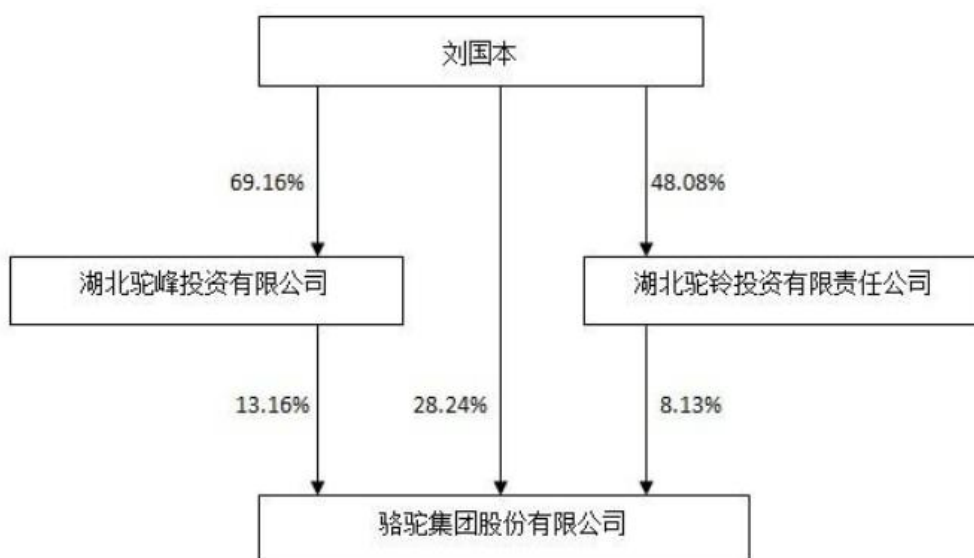 刘国本
69.16%
48.08%
湖北驼峰投资有限公司
湖北驼铃投资有限责任公司
13.16%
28.24%
8.13%
骆驼集团股份有限公司